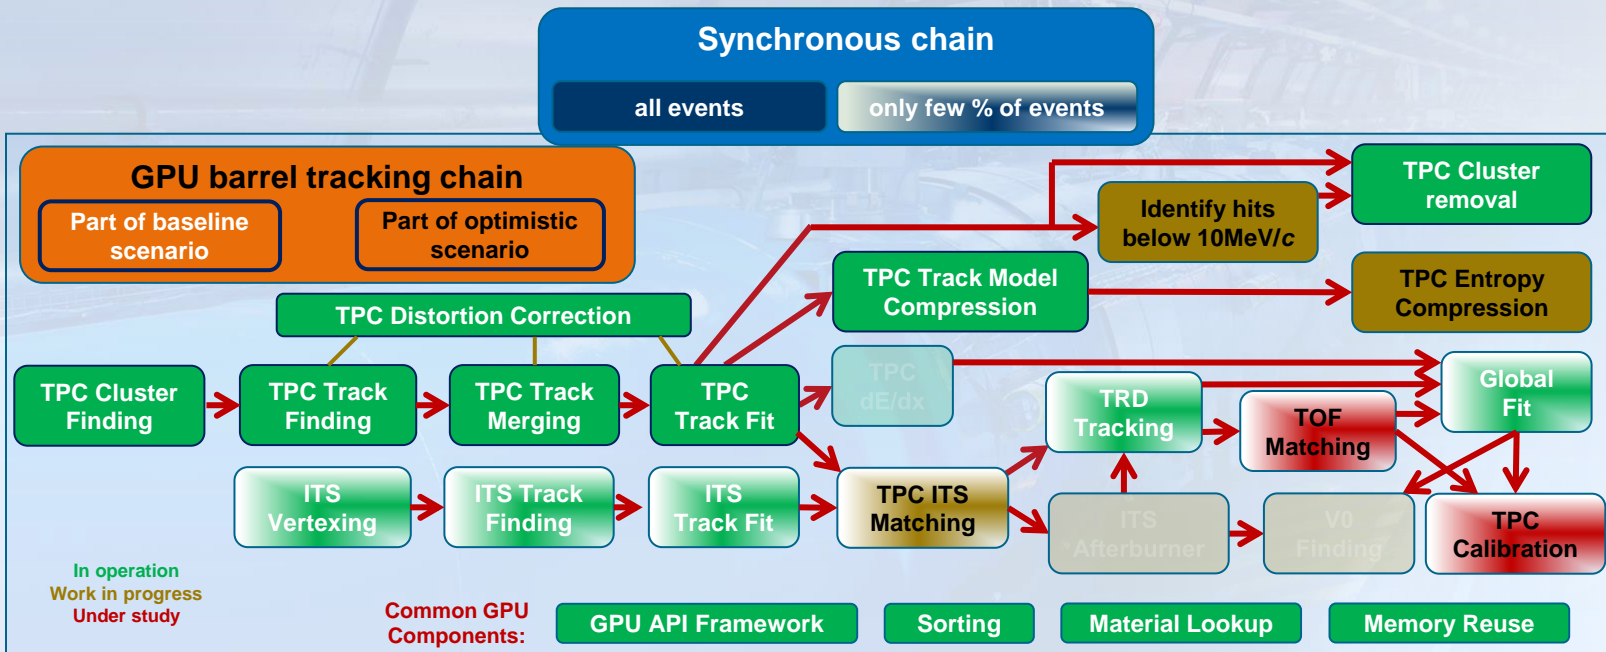 Synchronous chain
all events
only few % of events
GPU barrel tracking chain
Part of baseline
scenario
Part of optimistic
scenario
TPC Cluster
removal
Identify hits
below 10MeV/c
TPC Track Model
Compression
TPC Entropy
Compression
TPC Distortion Correction
TPC Cluster
Finding
TPC Track
Finding
TPC Track
Merging
TPC
Track Fit
TPC
dE/dx
TRD
Tracking
TOF
Matching
Global
Fit
ITS
Vertexing
ITS Track
Finding
ITS
Track Fit
TPC ITS
Matching
ITS
Afterburner
V0
Finding
TPC
Calibration
In operation
Work in progress
Under study
Common GPU
Components:
GPU API Framework
Sorting
Material Lookup
Memory Reuse